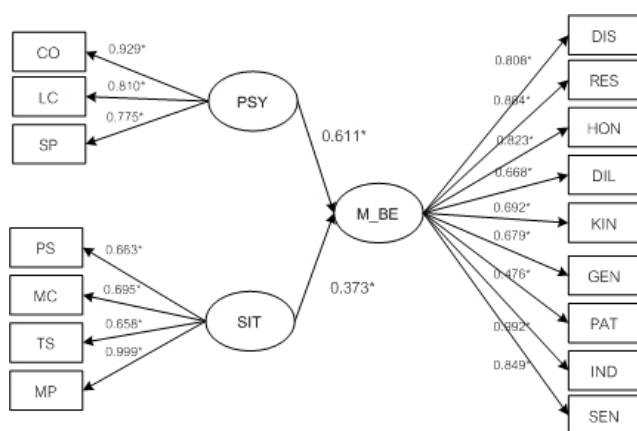 DIS
CO
0.929*
0.808*
RES
LC
0.810*
PSY
0.884*
SP
0.775*
0.823*
HON
0.611*
0.668*
DIL
M_BE
0.692*
KIN
PS
0.663*
0.679*
GEN
MC
0.695*
0.373*
0.476*
PAT
TS
0.658*
SIT
0.992*
IND
MP
0.999*
0.849*
SEN